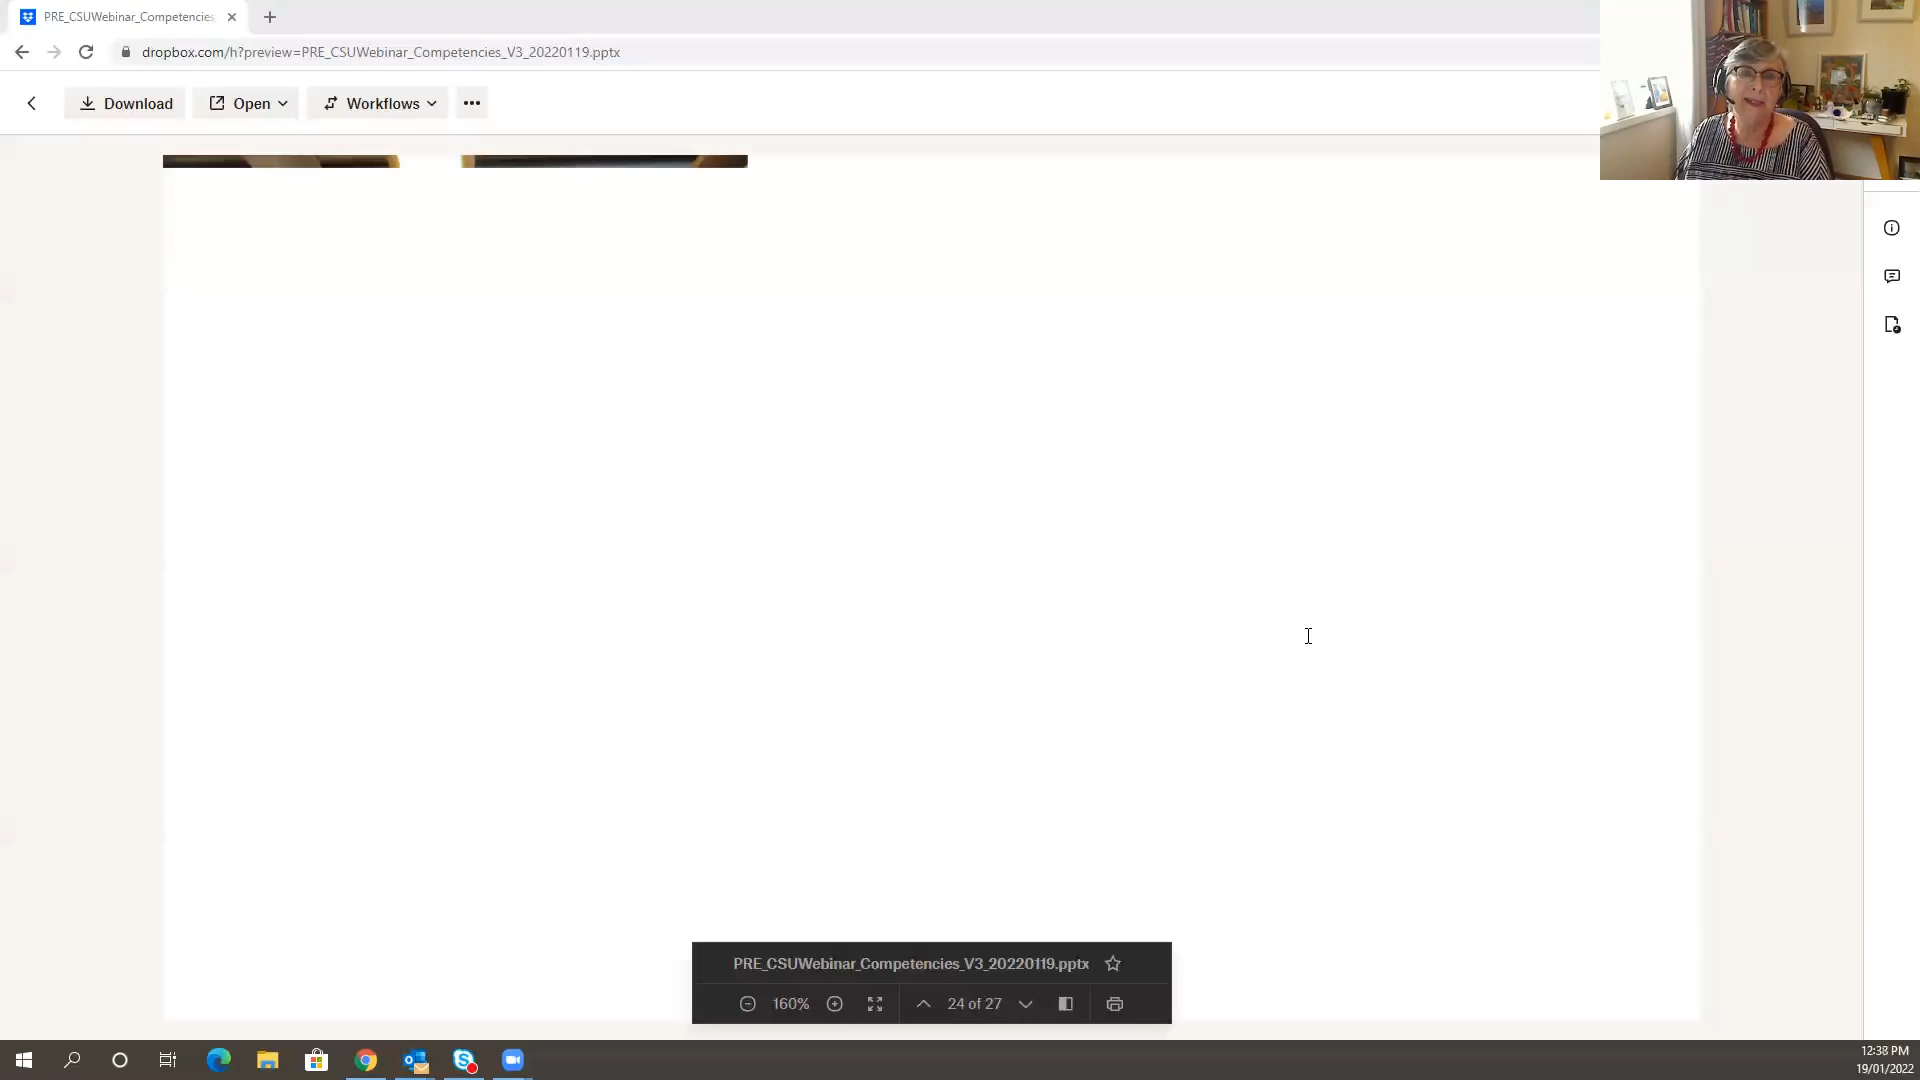 PRE_CSUWebinar_Competencies_
dropbox.com/h?preview=PRE_CSUWebinar_Competencies_V3_20220119.pptx
Download
Open
Workflows
PRE_CSUWebinar_Competencies_V3_20220119.pptx
160%
24 of 27
12:38 PM
19/01/2022